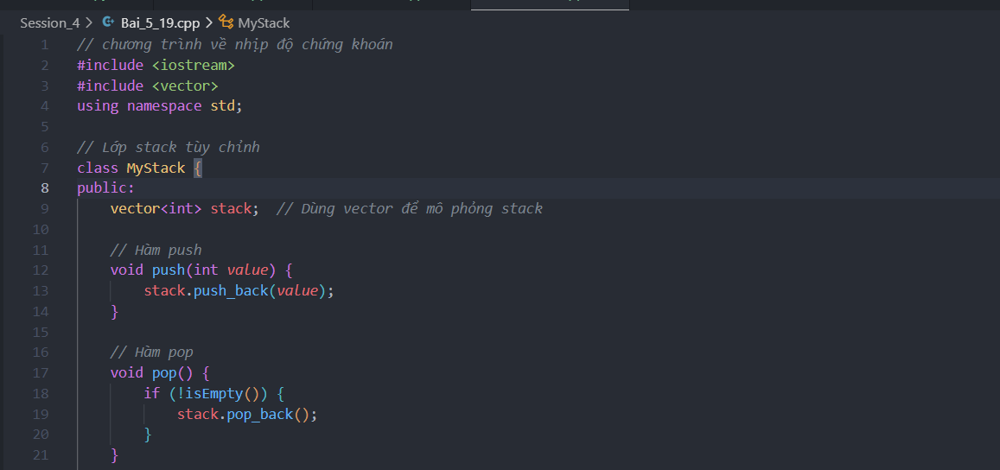 Session_4 > Bai_5_19.cpp > MyStack
1 // chương trình về nhịp độ chứng khoán
2 #include <iostream>
3 #include <vector>
4 using namespace std;
5
6 // Lớp stack tùy chỉnh
7 class MyStack {
8 public:
9     vector<int> stack;  // Dùng vector để mô phỏng stack
10
11     // Hàm push
12     void push(int value) {
13         stack.push_back(value);
14     }
15
16     // Hàm pop
17     void pop() {
18         if (!isEmpty()) {
19             stack.pop_back();
20         }
21     }